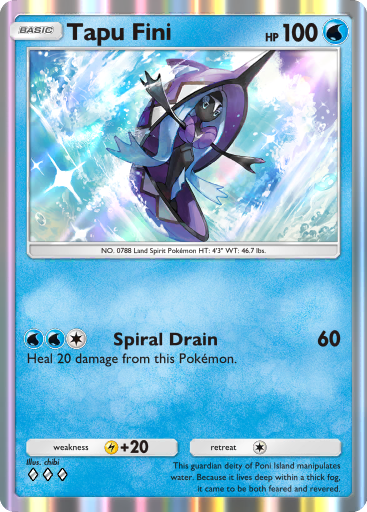 BASIC
Tapu Fini
HP 100
NO. 0788 Land Spirit Pokémon HT: 4'3" WT: 46.7 lbs.
Spiral Drain 60
Heal 20 damage from this Pokémon.
weakness +20
retreat
Illus. chibi
This guardian deity of Poni Island manipulates
water. Because it lives deep within a thick fog,
it came to be both feared and revered.